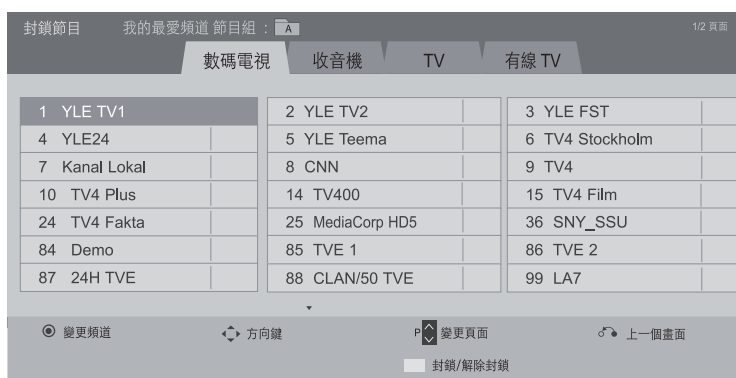 封鎖節目 我的最愛頻道 節目組 : A 1/2 頁面
數碼電視 收音機 TV 有線 TV
1 YLE TV1 2 YLE TV2 3 YLE FST
4 YLE24 5 YLE Teema 6 TV4 Stockholm
7 Kanal Lokal 8 CNN 9 TV4
10 TV4 Plus 14 TV400 15 TV4 Film
24 TV4 Fakta 25 MediaCorp HD5 36 SNY_SSU
84 Demo 85 TVE 1 86 TVE 2
87 24H TVE 88 CLAN/50 TVE 99 LA7
變更頻道 方向鍵 P 變更頁面 上一個畫面
封鎖/解除封鎖